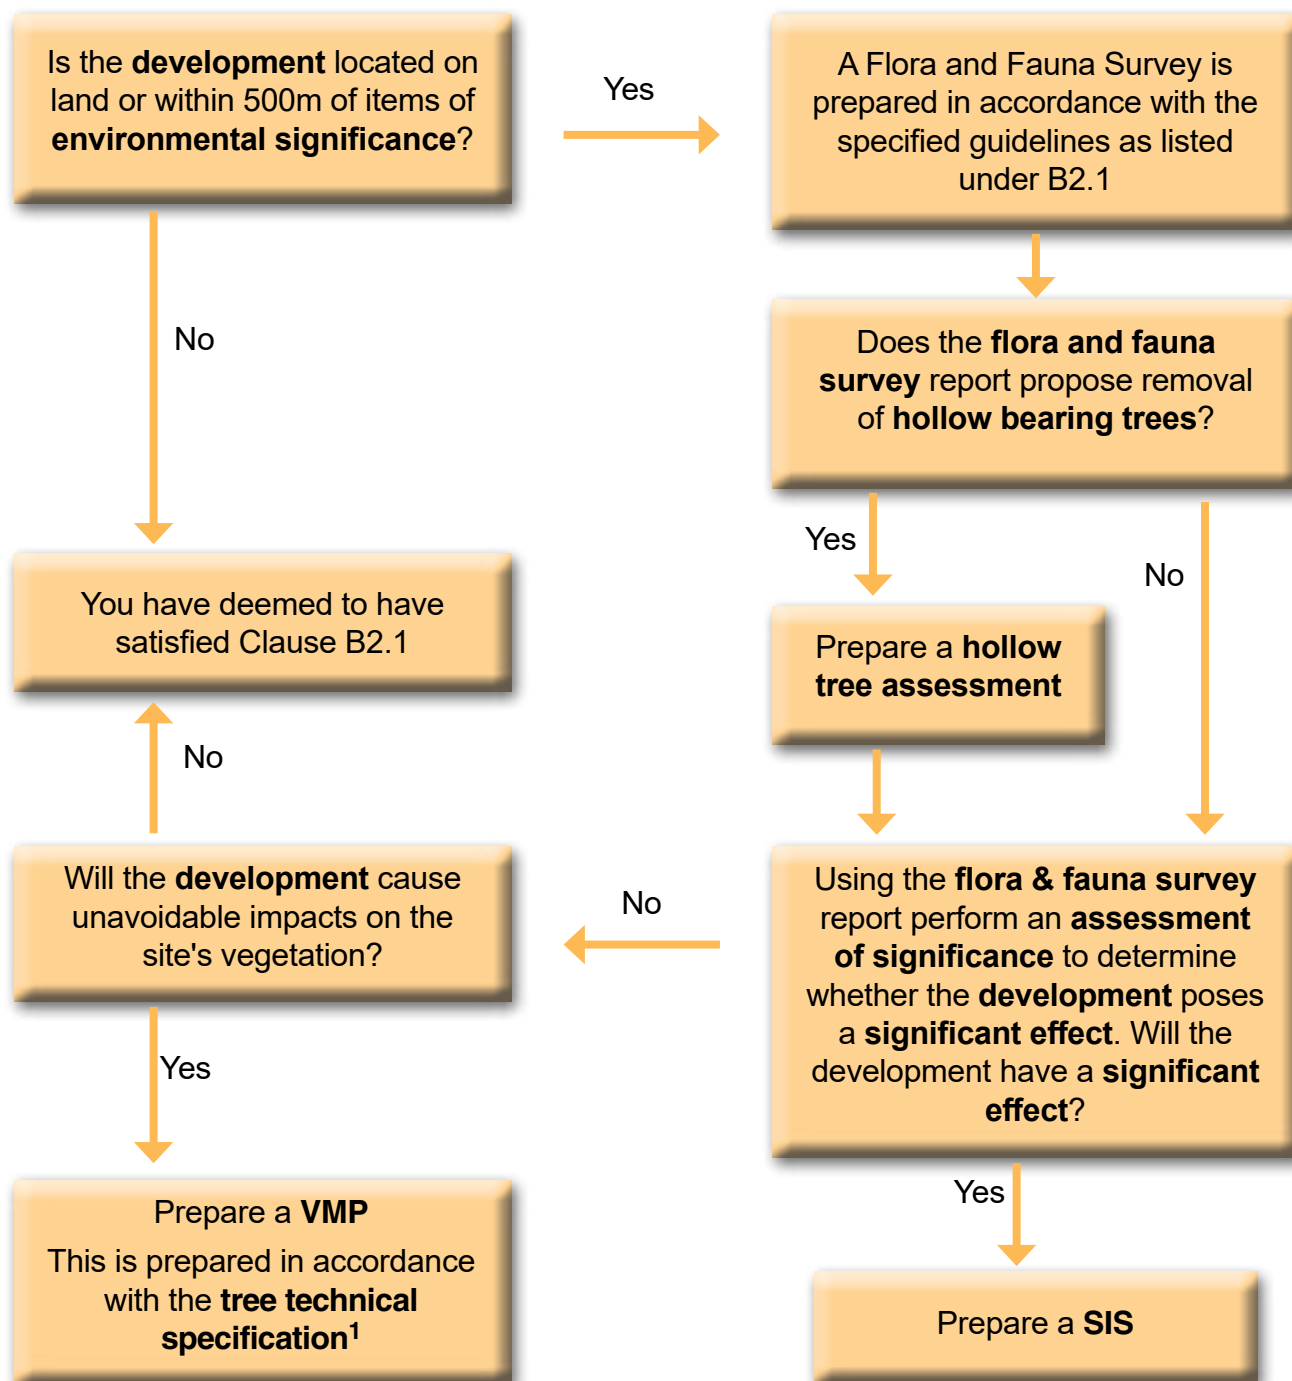 Is the development located on
land or within 500m of items of
environmental significance?
Yes
A Flora and Fauna Survey is
prepared in accordance with the
specified guidelines as listed
under B2.1
No
Does the flora and fauna
survey report propose removal
of hollow bearing trees?
Yes
No
You have deemed to have
satisfied Clause B2.1
Prepare a hollow
tree assessment
No
Will the development cause
unavoidable impacts on the
site's vegetation?
No
Using the flora & fauna survey
report perform an assessment
of significance to determine
whether the development poses
a significant effect. Will the
development have a significant
effect?
Yes
Yes
Prepare a VMP
This is prepared in accordance
with the tree technical
specification¹
Prepare a SIS